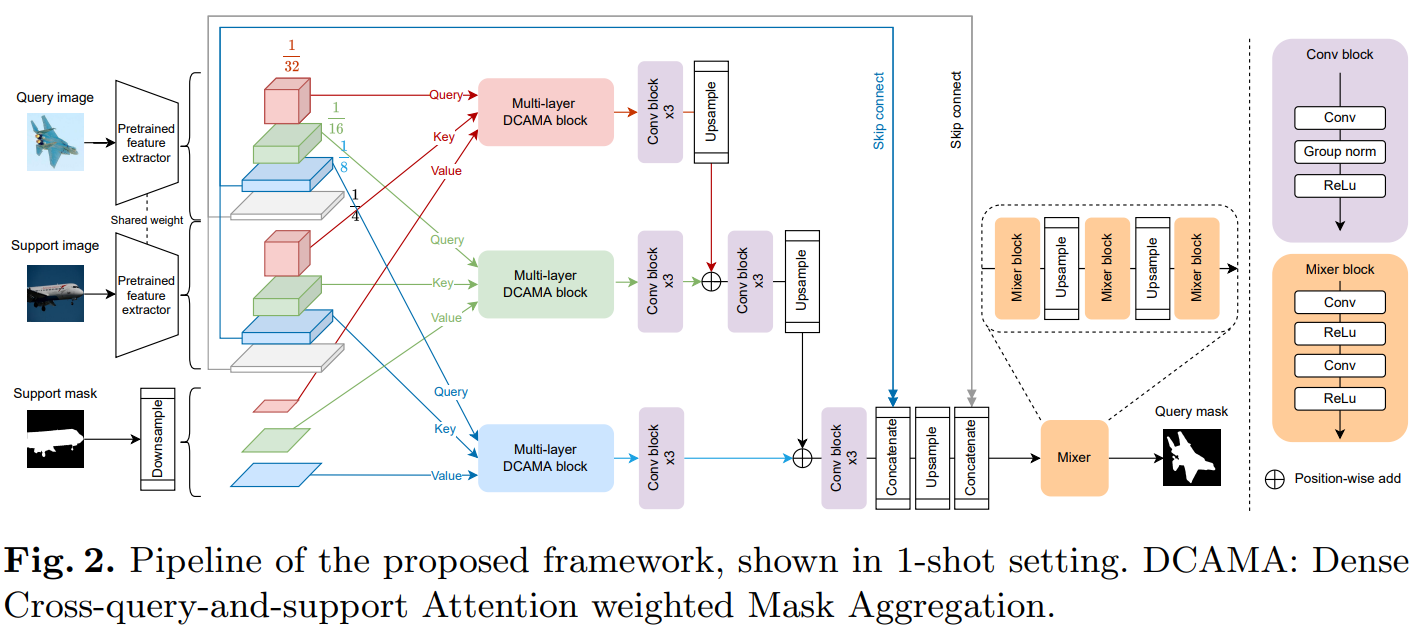 Query image
Pretrained
feature
extractor
Shared weight
Support image
Pretrained
feature
extractor
Support mask
Downsample
1
32
1
16
1
8
1
4
Query
Key
Value
Multi-layer
DCAMA block
Conv block
x3
Upsample
Query
Key
Value
Multi-layer
DCAMA block
Conv block
x3
Conv block
x3
Upsample
Query
Key
Value
Multi-layer
DCAMA block
Conv block
x3
Conv block
x3
Skip connect
Skip connect
Concatenate
Upsample
Concatenate
Mixer block
Upsample
Mixer block
Upsample
Mixer block
Mixer
Query mask
Conv block
Conv
Group norm
ReLu
Mixer block
Conv
ReLu
Conv
ReLu
Position-wise add
Fig. 2. Pipeline of the proposed framework, shown in 1-shot setting. DCAMA: Dense
Cross-query-and-support Attention weighted Mask Aggregation.